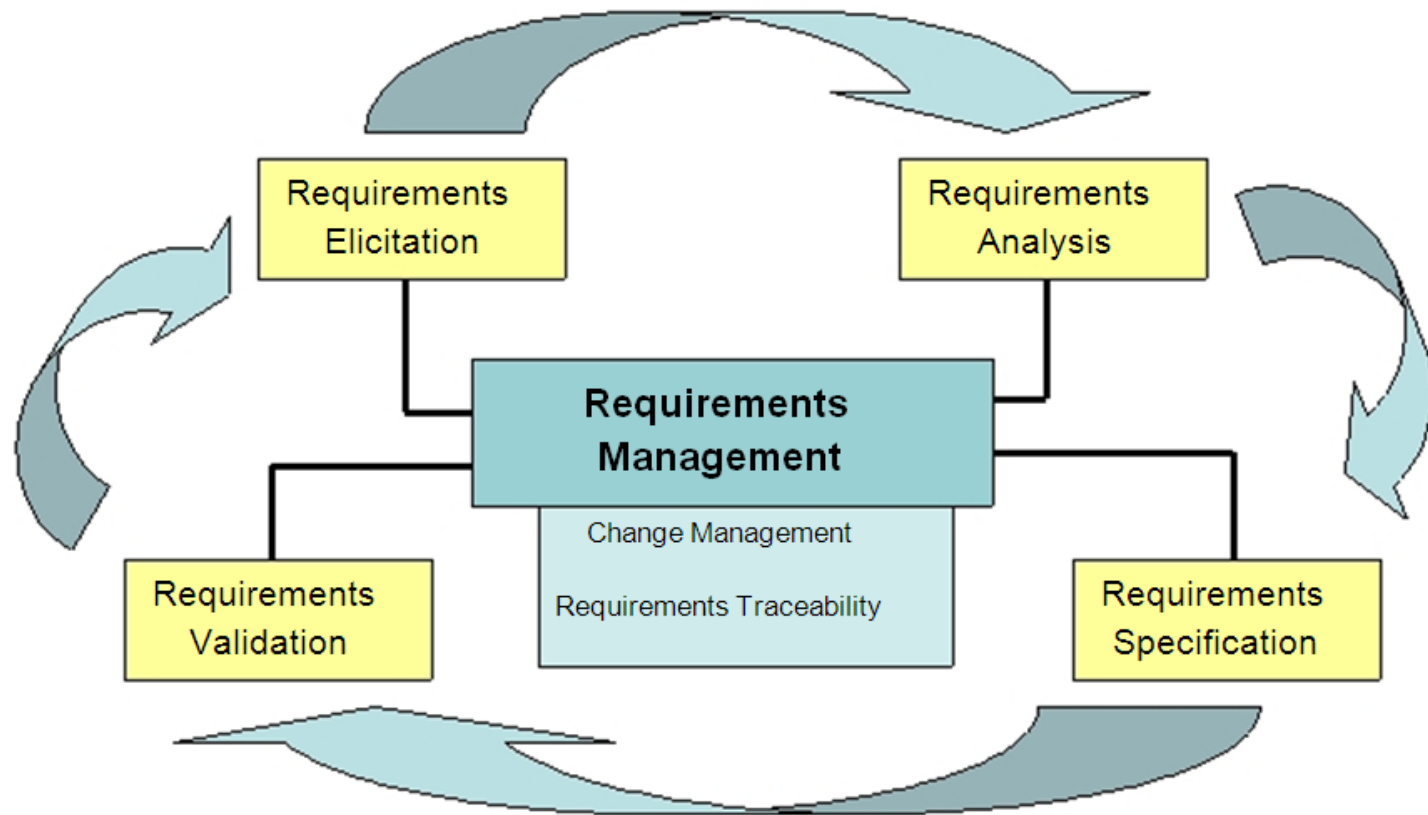 Requirements
Elicitation
Requirements
Analysis
Requirements
Management
Change Management
Requirements Traceability
Requirements
Validation
Requirements
Specification